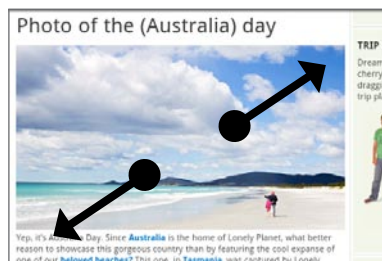 Photo of the (Australia) day
TRIP
Dream
cherry
draggi
trip pl
Yep, it's Day. Since Australia is the home of Lonely Planet, what better
reason to showcase this gorgeous country than by featuring the cool expanse of
one of our beloved beaches? This one, in Tasmania, was captured by Lonely